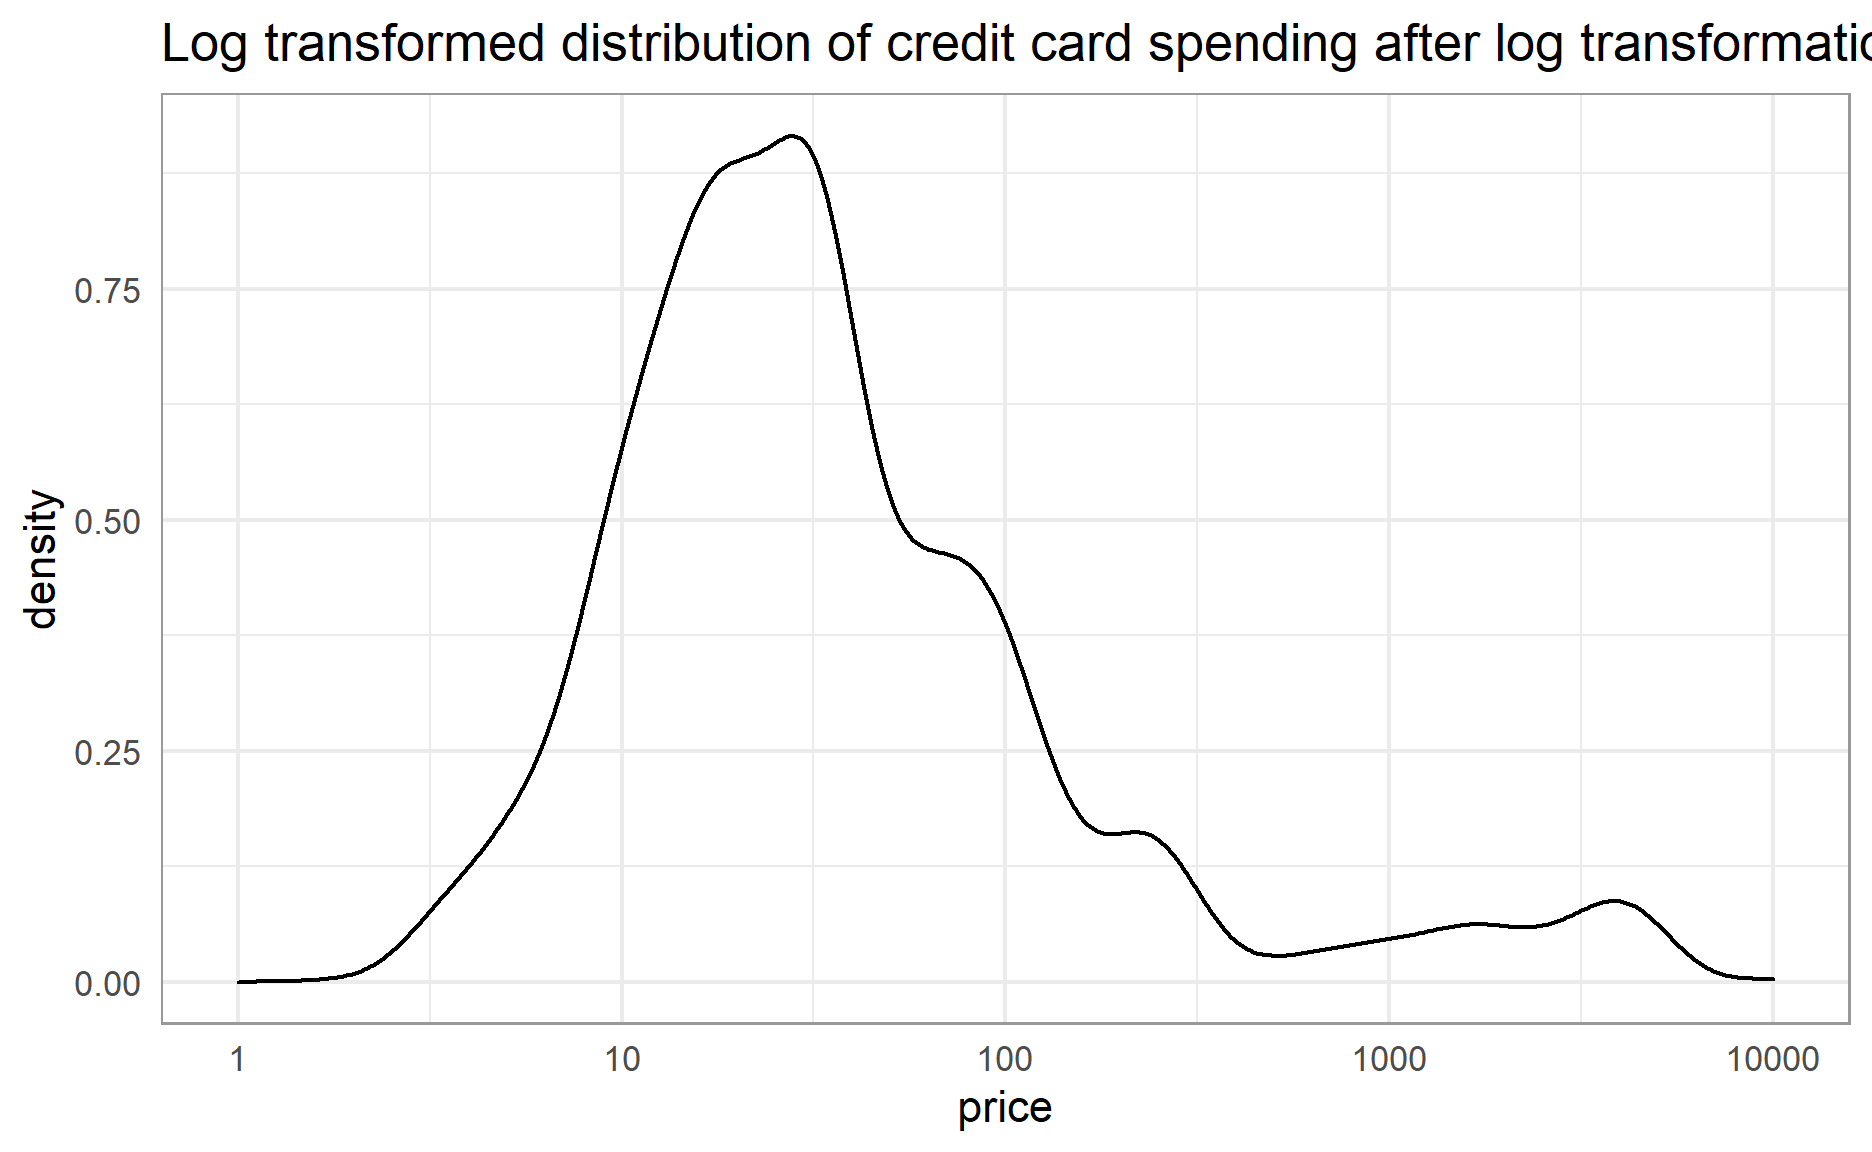 Log transformed distribution of credit card spending after log transformatic
0.75
0.50
0.25
0.00
density
1 10 100 1000 10000
price